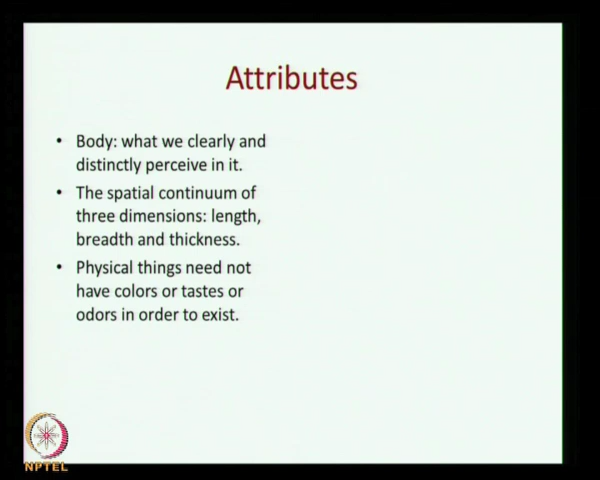 Attributes
• Body: what we clearly and
distinctly perceive in it.
• The spatial continuum of
three dimensions: length,
breadth and thickness.
• Physical things need not
have colors or tastes or
odors in order to exist.
NPTEL